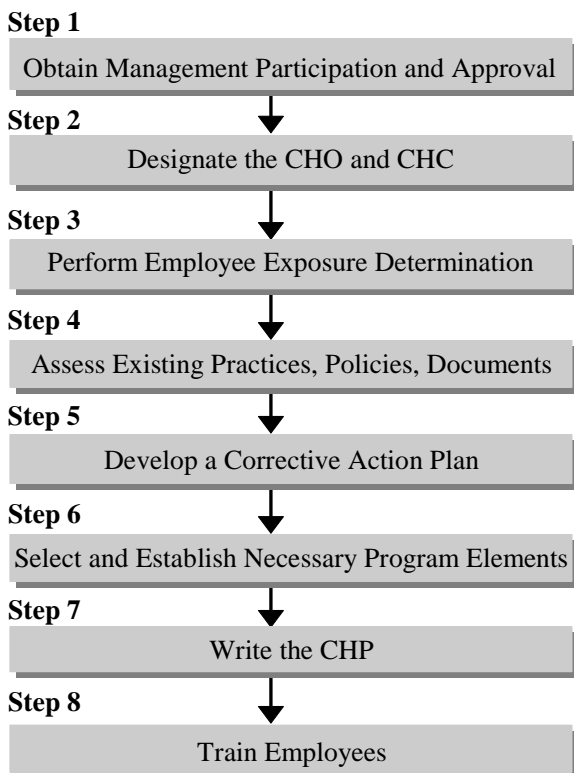 Step 1
Obtain Management Participation and Approval
Step 2
Designate the CHO and CHC
Step 3
Perform Employee Exposure Determination
Step 4
Assess Existing Practices, Policies, Documents
Step 5
Develop a Corrective Action Plan
Step 6
Select and Establish Necessary Program Elements
Step 7
Write the CHP
Step 8
Train Employees